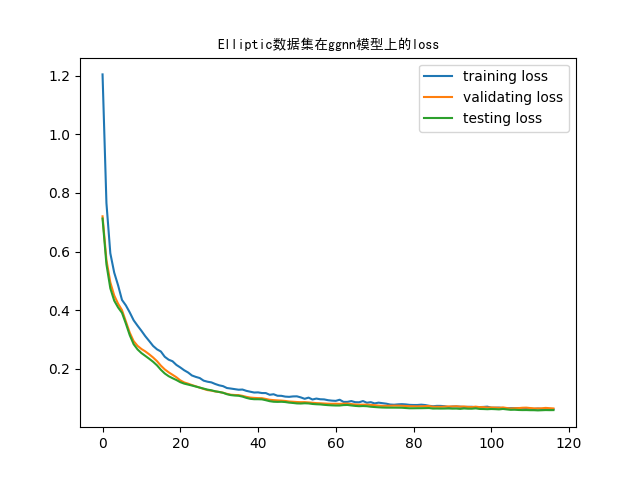 Elliptic数据集在ggnn模型上的loss
training loss
validating loss
testing loss
1.2
1.0
0.8
0.6
0.4
0.2
0 20 40 60 80 100 120